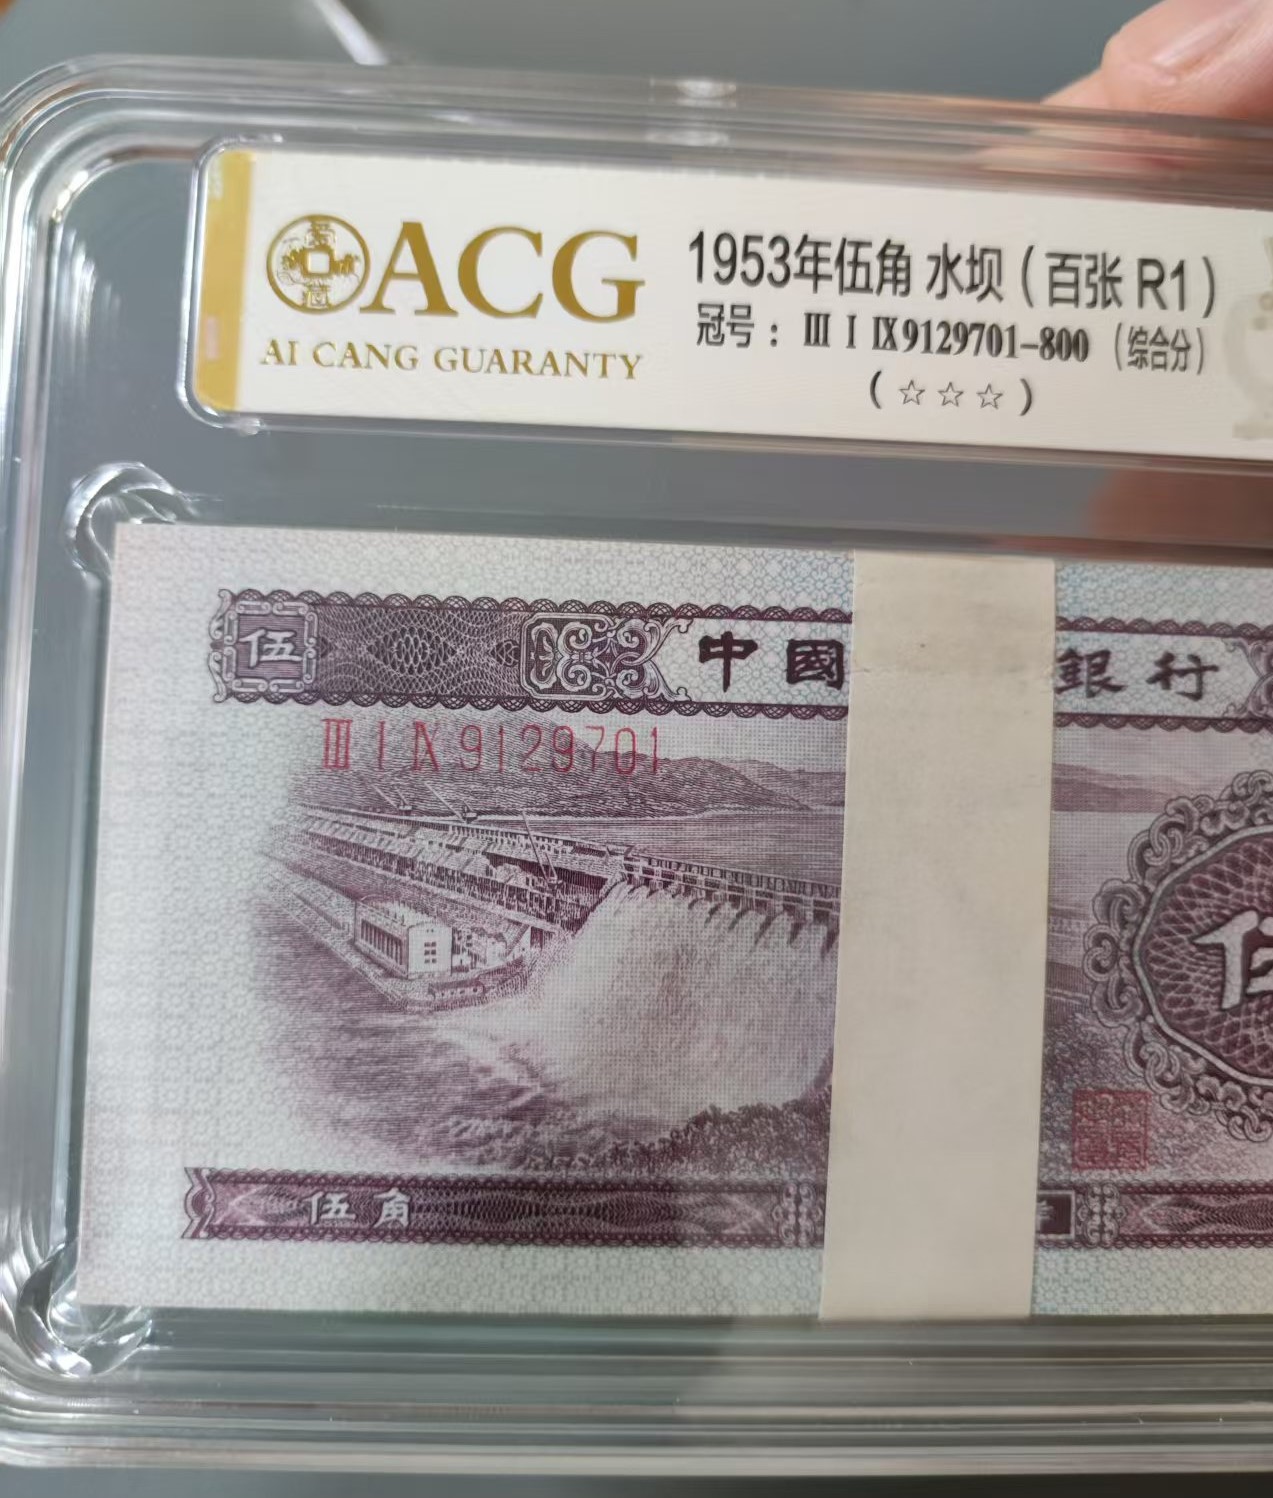 ACG
AI CANG GUARANTY
1953年伍角 水坝（百张 R1）
冠号：Ⅲ Ⅰ Ⅸ9129701-800（综合分）
（☆☆☆）
伍
中國 銀行
Ⅲ Ⅰ Ⅸ 9129701
伍角